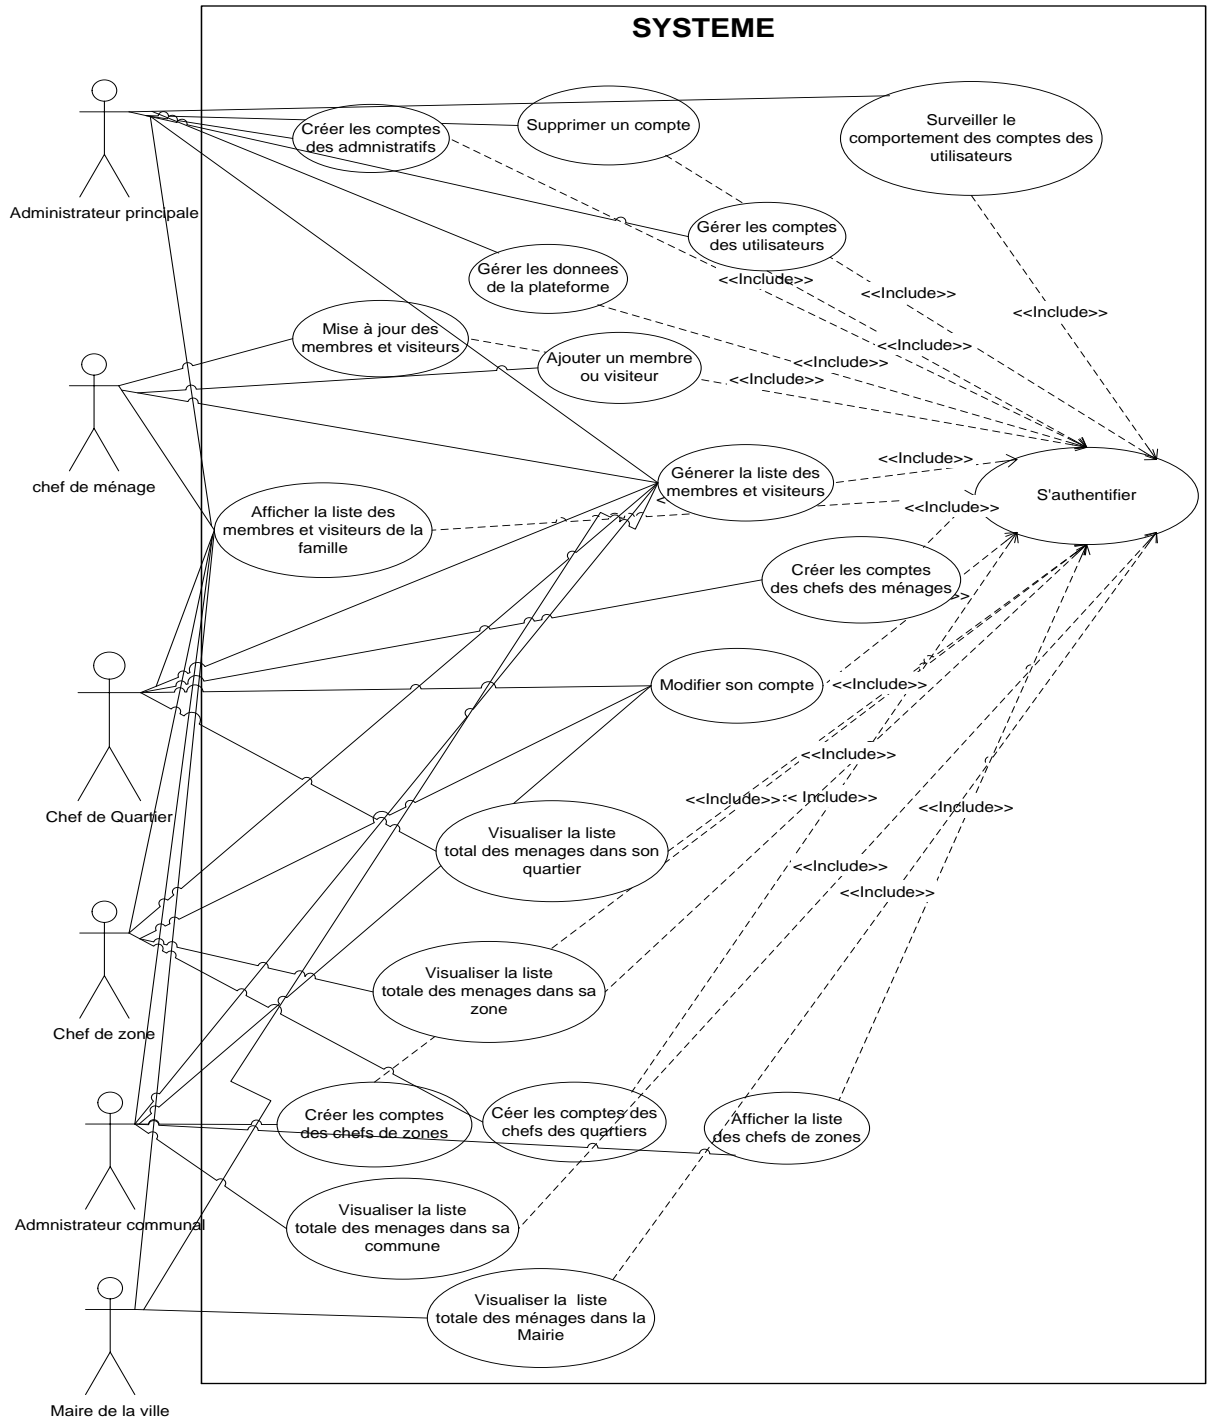 SYSTEME
Créer les comptes
des admnistratifs
Supprimer un compte
Surveiller le
comportement des comptes des
utilisateurs
Administrateur principale
Gérer les comptes
des utilisateurs
Gérer les donnees
de la plateforme
<<Include>>
<<Include>>
<<Include>>
Mise à jour des
membres et visiteurs
Ajouter un membre
ou visiteur
<<Include>>
<<Include>>
<<Include>>
chef de ménage
Génerer la liste des
membres et visiteurs
<<Include>>
S'authentifier
Afficher la liste des
membres et visiteurs de la
famille
<<Include>>
Créer les comptes
des chefs des ménages
Modifier son compte
<<Include>>
Chef de Quartier
<<Include>>
<<Include>>
<< Include>>
<<Include>>
Visualiser la liste
total des menages dans son
quartier
<<Include>>
<<Include>>
Chef de zone
Visualiser la liste
totale des menages dans sa
zone
Créer les comptes
des chefs de zones
Céer les comptes des
chefs des quartiers
Afficher la liste
des chefs de zones
Admnistrateur communal
Visualiser la liste
totale des menages dans sa
commune
Visualiser la  liste
totale des ménages dans la
Mairie
Maire de la ville